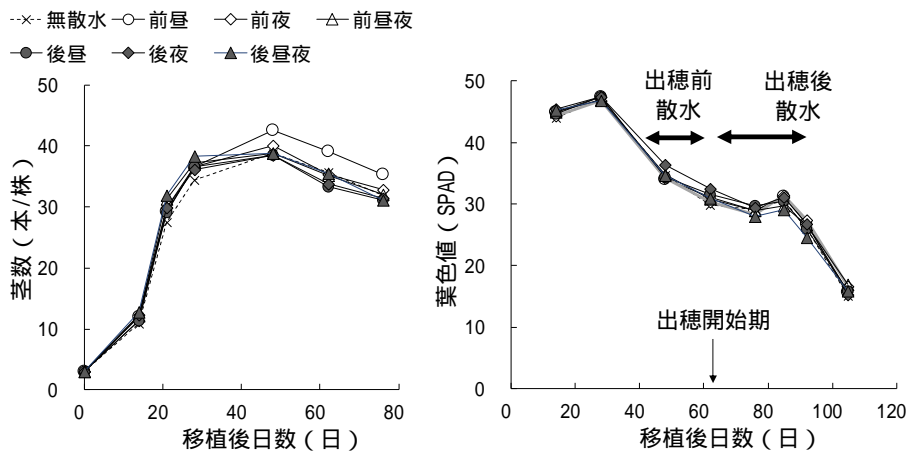 無散水 前昼 前夜 前昼夜
後昼 後夜 後昼夜
50
40
30
20
10
0
0 20 40 60 80
茎数（本/株）
移植後日数（日）
50
40
30
20
10
0
0 20 40 60 80 100 120
葉色値（SPAD）
出穂前
散水
出穂後
散水
出穂開始期
移植後日数（日）